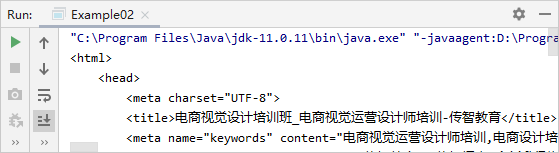 Run: Example02
"C:\Program Files\Java\jdk-11.0.11\bin\java.exe" "-javaagent:D:\Progra
<html>
<head>
<meta charset="UTF-8">
<title>电商视觉设计培训班_电商视觉运营设计师培训-传智教育</title>
<meta name="keywords" content="电商视觉运营设计师培训,电商设计培